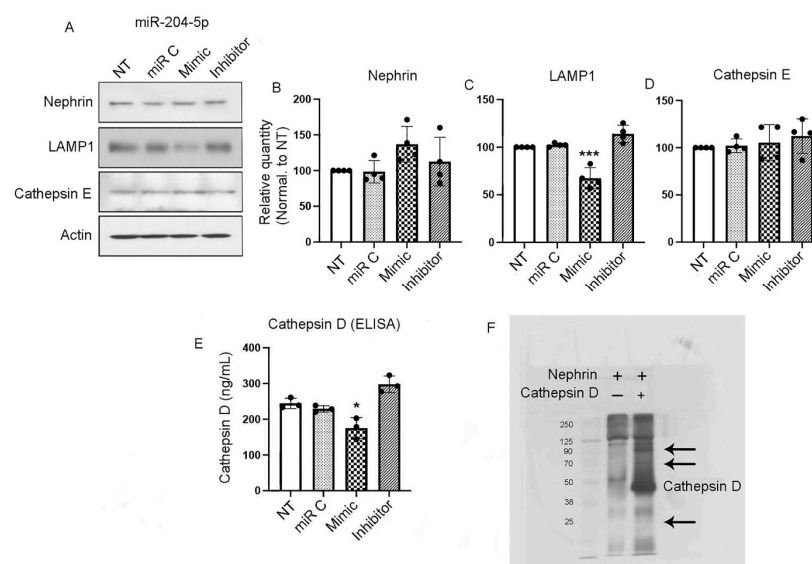 A
miR-204-5p
NT
miR C
Mimic
Inhibitor
Nephrin
LAMP1
Cathepsin E
Actin
B
Nephrin
Relative quantity
(Normal. to NT)
200
150
100
50
0
NT
miR C
Mimic
Inhibitor
C
LAMP1
150
100
50
0
***
NT
miR C
Mimic
Inhibitor
D
Cathepsin E
150
100
50
0
NT
miR C
Mimic
Inhibitor
E
Cathepsin D (ELISA)
Cathepsin D (ng/mL)
400
300
200
100
0
*
NT
miR C
Mimic
Inhibitor
F
Nephrin + +
Cathepsin D − +
250
125
90
70
50
38
25
Cathepsin D